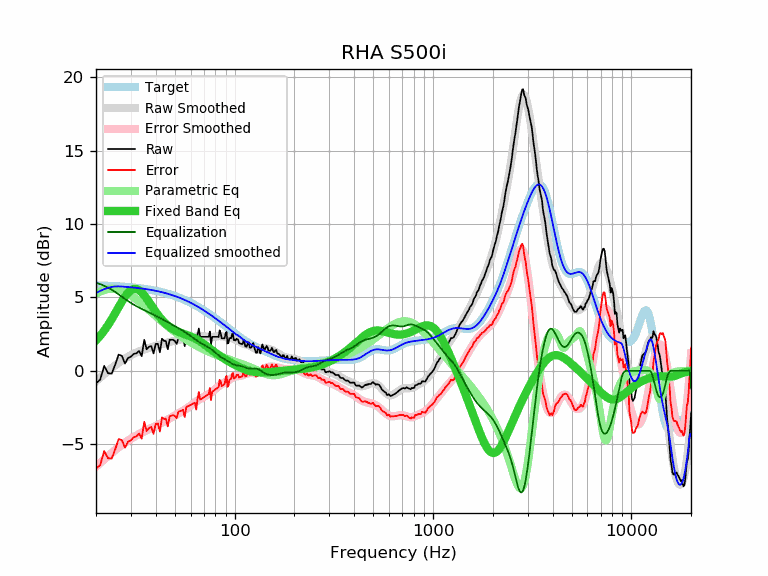 RHA S500i
Target
Raw Smoothed
Error Smoothed
Raw
Error
Parametric Eq
Fixed Band Eq
Equalization
Equalized smoothed
20
15
10
5
0
−5
Amplitude (dBr)
100 1000 10000
Frequency (Hz)